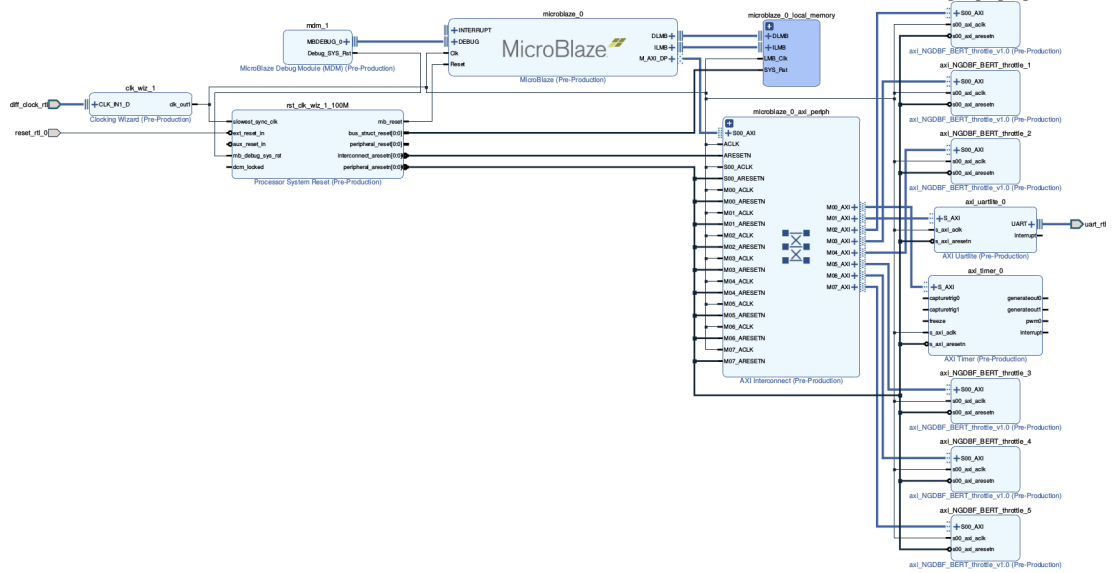 mdm_1
MBDEBUG_0
Debug_SYS_Rst
MicroBlaze Debug Module (MDM) (Pre-Production)
microblaze_0
INTERRUPT
DEBUG
Clk
Reset
MicroBlaze
DLMB
ILMB
M_AXI_DP
MicroBlaze (Pre-Production)
microblaze_0_local_memory
DLMB
ILMB
LMB_Clk
SYS_Rst
diff_clock_rtl
reset_rtl_0
clk_wiz_1
CLK_IN1_D
clk_out1
Clocking Wizard (Pre-Production)
rst_clk_wiz_1_100M
slowest_sync_clk
ext_reset_in
aux_reset_in
mb_debug_sys_rst
dcm_locked
mb_reset
bus_struct_reset[0:0]
peripheral_reset[0:0]
interconnect_aresetn[0:0]
peripheral_aresetn[0:0]
Processor System Reset (Pre-Production)
microblaze_0_axi_periph
S00_AXI
ACLK
ARESETN
S00_ACLK
S00_ARESETN
M00_ACLK
M00_ARESETN
M01_ACLK
M01_ARESETN
M02_ACLK
M02_ARESETN
M03_ACLK
M03_ARESETN
M04_ACLK
M04_ARESETN
M05_ACLK
M05_ARESETN
M06_ACLK
M06_ARESETN
M07_ACLK
M07_ARESETN
M00_AXI
M01_AXI
M02_AXI
M03_AXI
M04_AXI
M05_AXI
M06_AXI
M07_AXI
AXI Interconnect (Pre-Production)
S00_AXI
s00_axi_aclk
s00_axi_aresetn
axi_NGDBF_BERT_throttle_v1.0 (Pre-Production)
axi_NGDBF_BERT_throttle_1
S00_AXI
s00_axi_aclk
s00_axi_aresetn
axi_NGDBF_BERT_throttle_v1.0 (Pre-Production)
axi_NGDBF_BERT_throttle_2
S00_AXI
s00_axi_aclk
s00_axi_aresetn
axi_NGDBF_BERT_throttle_v1.0 (Pre-Production)
axi_uartlite_0
S_AXI
s_axi_aclk
s_axi_aresetn
UART
interrupt
AXI Uartlite (Pre-Production)
uart_rtl
axi_timer_0
S_AXI
capturetrig0
capturetrig1
freeze
s_axi_aclk
s_axi_aresetn
generateout0
generateout1
pwm0
interrupt
AXI Timer (Pre-Production)
axi_NGDBF_BERT_throttle_3
S00_AXI
s00_axi_aclk
s00_axi_aresetn
axi_NGDBF_BERT_throttle_v1.0 (Pre-Production)
axi_NGDBF_BERT_throttle_4
S00_AXI
s00_axi_aclk
s00_axi_aresetn
axi_NGDBF_BERT_throttle_v1.0 (Pre-Production)
axi_NGDBF_BERT_throttle_5
S00_AXI
s00_axi_aclk
s00_axi_aresetn
axi_NGDBF_BERT_throttle_v1.0 (Pre-Production)